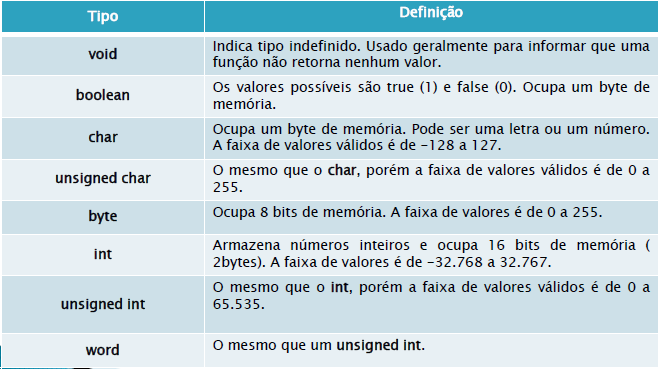 Tipo
Definição
void
Indica tipo indefinido. Usado geralmente para informar que uma
função não retorna nenhum valor.
boolean
Os valores possíveis são true (1) e false (0). Ocupa um byte de
memória.
char
Ocupa um byte de memória. Pode ser uma letra ou um número.
A faixa de valores válidos é de -128 a 127.
unsigned char
O mesmo que o char, porém a faixa de valores válidos é de 0 a
255.
byte
Ocupa 8 bits de memória. A faixa de valores é de 0 a 255.
int
Armazena números inteiros e ocupa 16 bits de memória (
2bytes). A faixa de valores é de -32.768 a 32.767.
unsigned int
O mesmo que o int, porém a faixa de valores válidos é de 0 a
65.535.
word
O mesmo que um unsigned int.